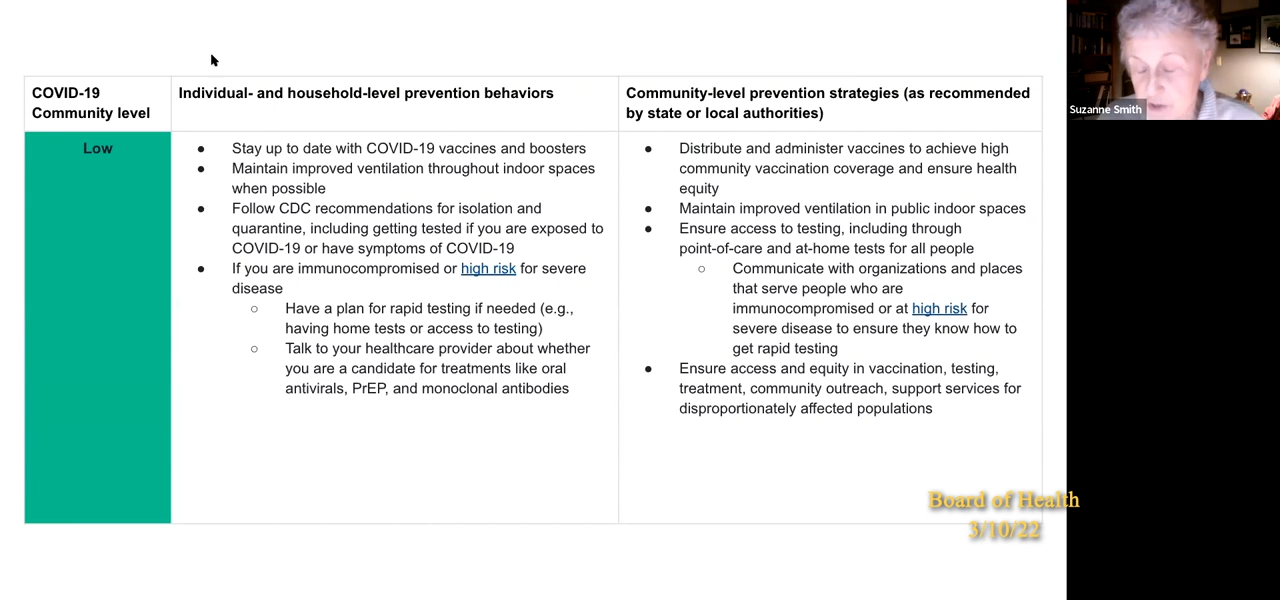 COVID-19
Community level
Individual- and household-level prevention behaviors
Community-level prevention strategies (as recommended
by state or local authorities)
Low
● Stay up to date with COVID-19 vaccines and boosters
● Maintain improved ventilation throughout indoor spaces
when possible
● Follow CDC recommendations for isolation and
quarantine, including getting tested if you are exposed to
COVID-19 or have symptoms of COVID-19
● If you are immunocompromised or high risk for severe
disease
○ Have a plan for rapid testing if needed (e.g.,
having home tests or access to testing)
○ Talk to your healthcare provider about whether
you are a candidate for treatments like oral
antivirals, PrEP, and monoclonal antibodies
● Distribute and administer vaccines to achieve high
community vaccination coverage and ensure health
equity
● Maintain improved ventilation in public indoor spaces
● Ensure access to testing, including through
point-of-care and at-home tests for all people
○ Communicate with organizations and places
that serve people who are
immunocompromised or at high risk for
severe disease to ensure they know how to
get rapid testing
● Ensure access and equity in vaccination, testing,
treatment, community outreach, support services for
disproportionately affected populations
Suzanne Smith
Board of Health
3/10/22